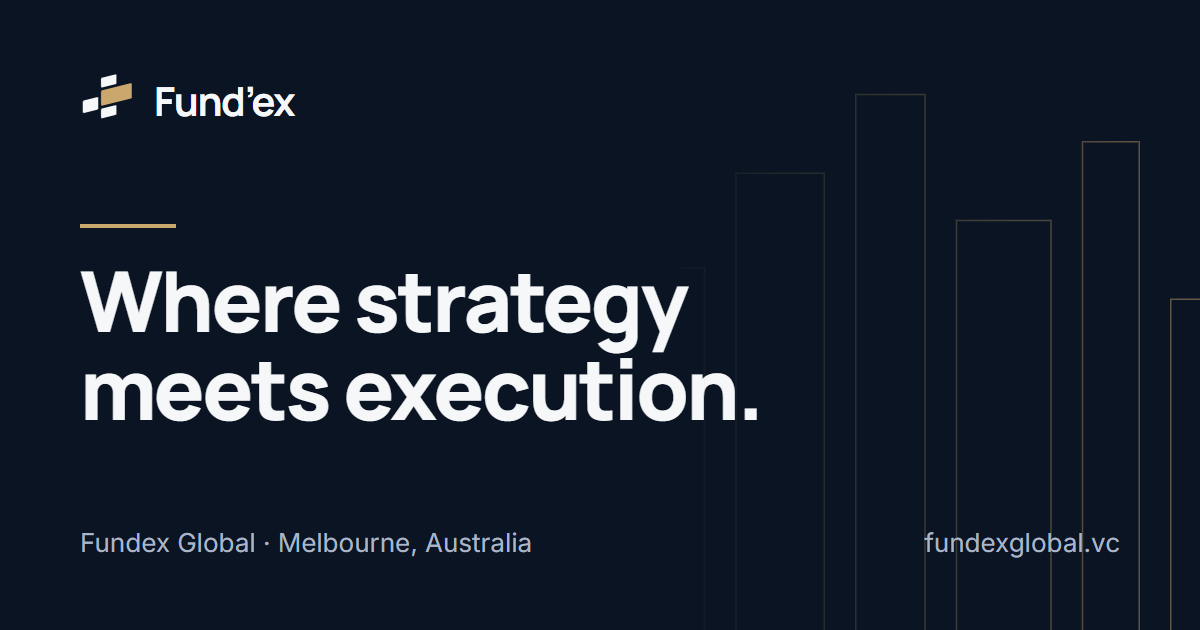 Fund’ex
Where strategy
meets execution.
Fundex Global · Melbourne, Australia
fundexglobal.vc